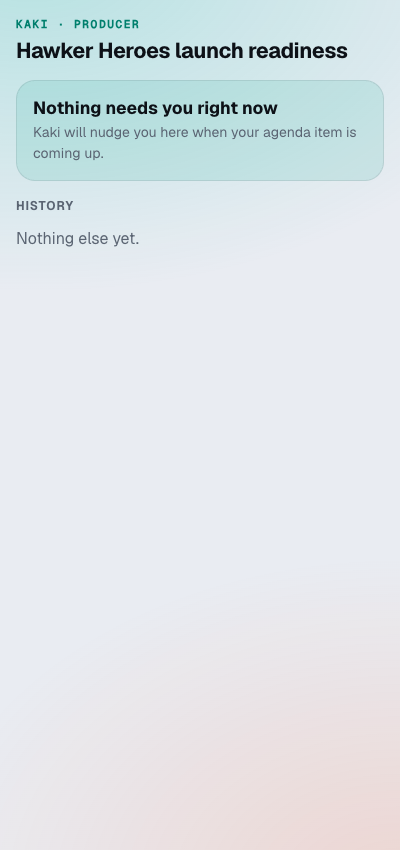 KAKI · PRODUCER
Hawker Heroes launch readiness
Nothing needs you right now
Kaki will nudge you here when your agenda item is
coming up.
HISTORY
Nothing else yet.